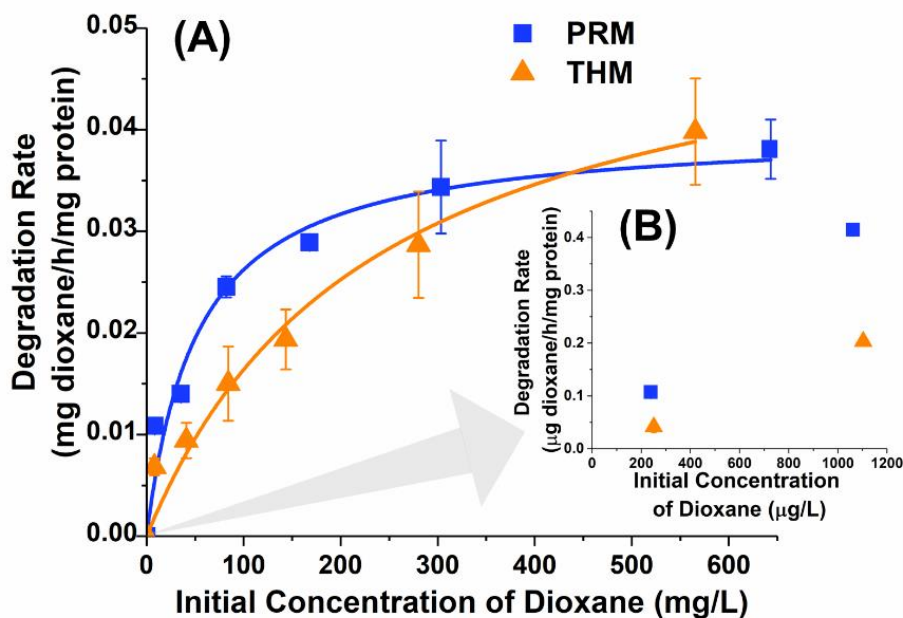 (A)
PRM
THM
0.05
0.04
0.03
0.02
0.01
0.00
Degradation Rate
(mg dioxane/h/mg protein)
0 100 200 300 400 500 600
Initial Concentration of Dioxane (mg/L)
(B)
0.4
0.3
0.2
0.1
0.0
Degradation Rate
(μg dioxane/h/mg protein)
0 200 400 600 800 1000 1200
Initial Concentration
of Dioxane (μg/L)